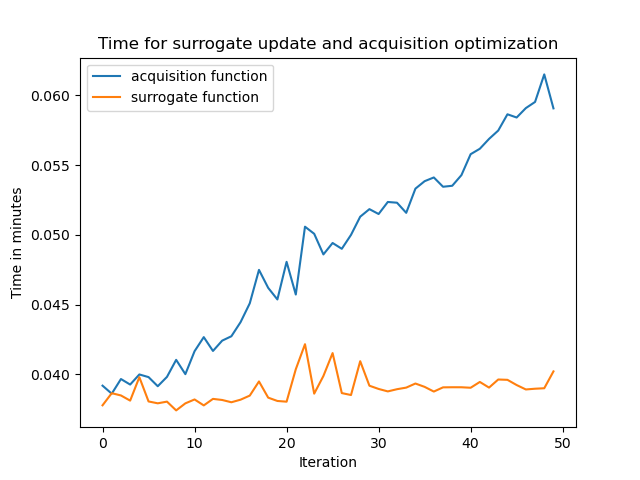 Time for surrogate update and acquisition optimization
acquisition function
surrogate function
Time in minutes
0.060
0.055
0.050
0.045
0.040
0 10 20 30 40 50
Iteration